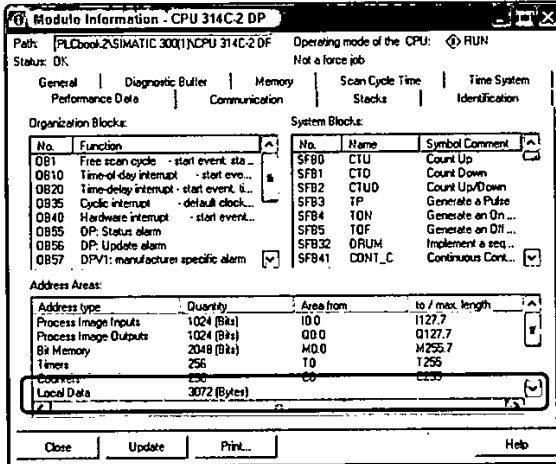 Module Information - CPU 314C-2 DP
Path: PLCbook2\SIMATIC 300(1)\CPU 314C-2 DP Operating mode of the CPU: RUN
Status: OK Not a force job
General Diagnostic Buffer Memory Scan Cycle Time Time System
Performance Data Communication Stacks Identification
Organization Blocks: System Blocks:
No. Function No. Name Symbol Comment
OB1 Free scan cycle - start event: sta... SFB0 CTU Count Up
OB10 Time-of-day interrupt - start eve... SFB1 CTD Count Down
OB20 Time-delay interrupt - start event: ti... SFB2 CTUD Count Up/Down
OB35 Cyclic interrupt - default clock... SFB3 TP Generate a Pulse
OB40 Hardware interrupt - start event... SFB4 TON Generate an On ...
OB55 DP: Status alarm SFB5 TOF Generate an Off ...
OB56 DP: Update alarm SFB32 DRUM Implement a seq...
OB57 DPV1: manufacturer specific alarm SFB41 CONT_C Continuous Cont...
Address Areas:
Address type Quantity Area from to / max. length
Process Image Inputs 1024 (Bits) I0.0 I127.7
Process Image Outputs 1024 (Bits) Q0.0 Q127.7
Bit Memory 2048 (Bits) M0.0 M255.7
Timers 256 T0 T255
Counters 256 C0 C255
Local Data 3072 (Bytes)
Close Update Print... Help